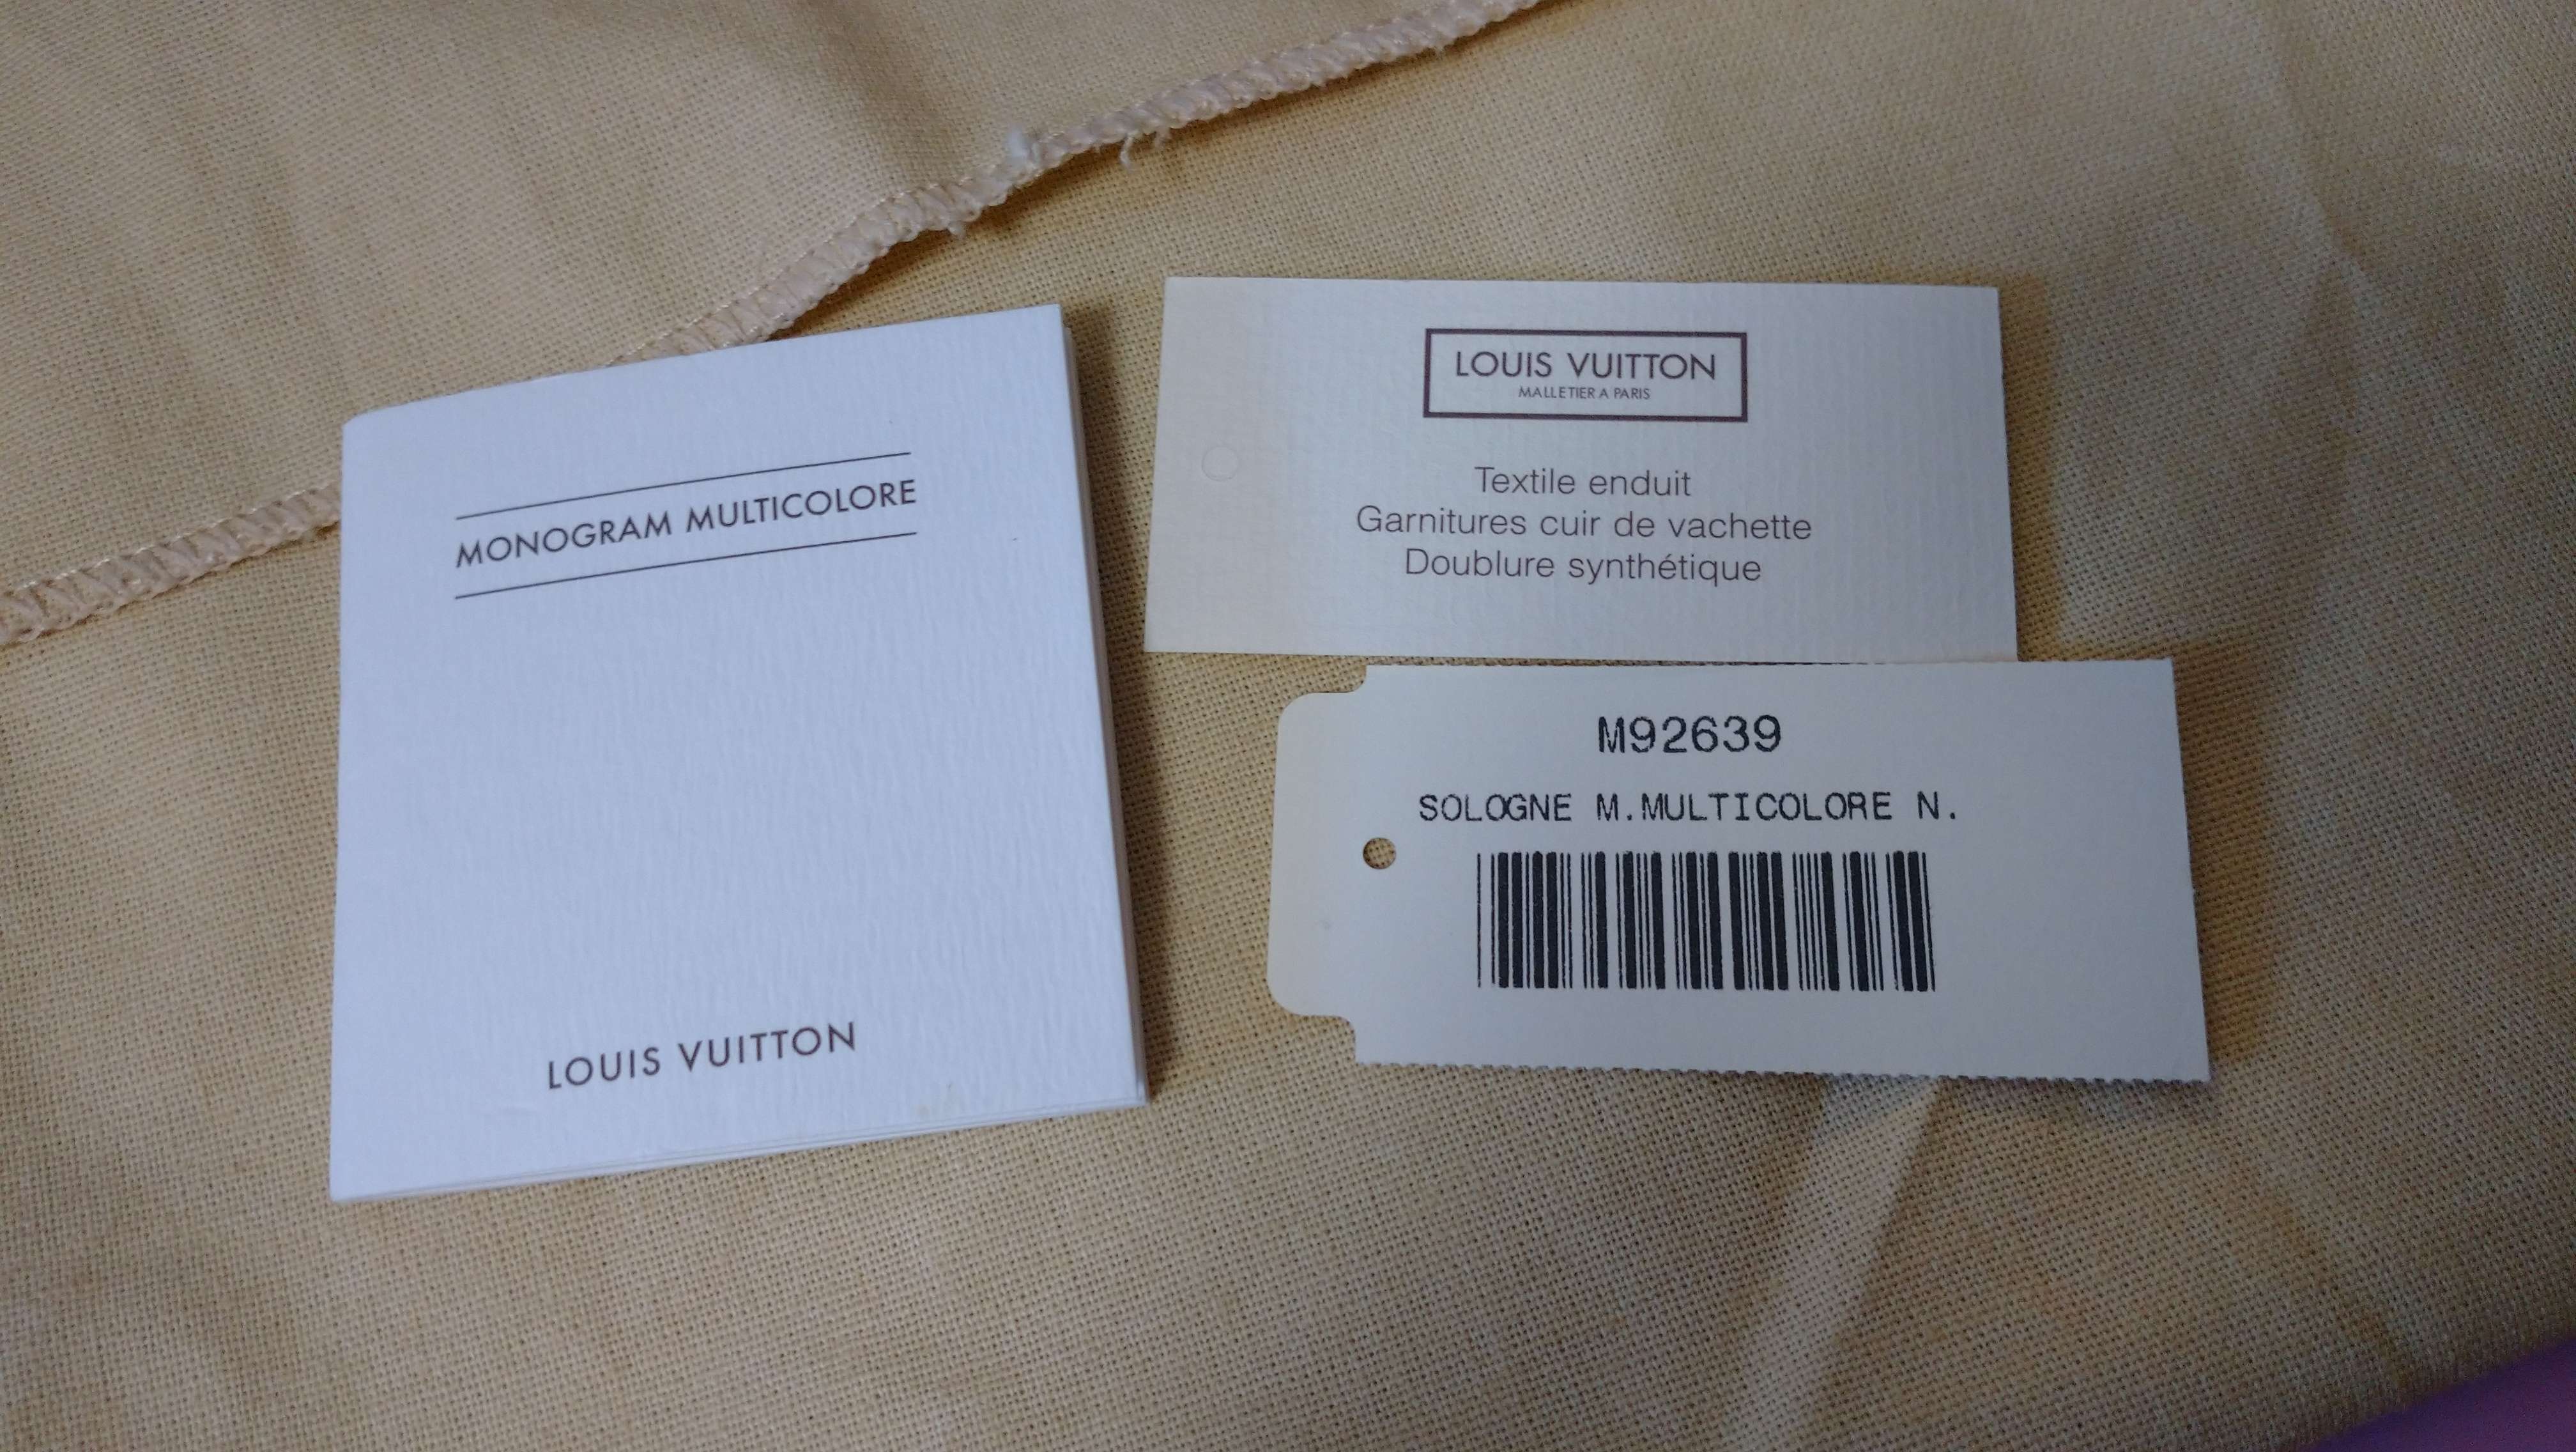 MONOGRAM MULTICOLORE
LOUIS VUITTON
LOUIS VUITTON
MALLETIER A PARIS
Textile enduit
Garnitures cuir de vachette
Doublure synthétique
M92639
SOLOGNE M.MULTICOLORE N.